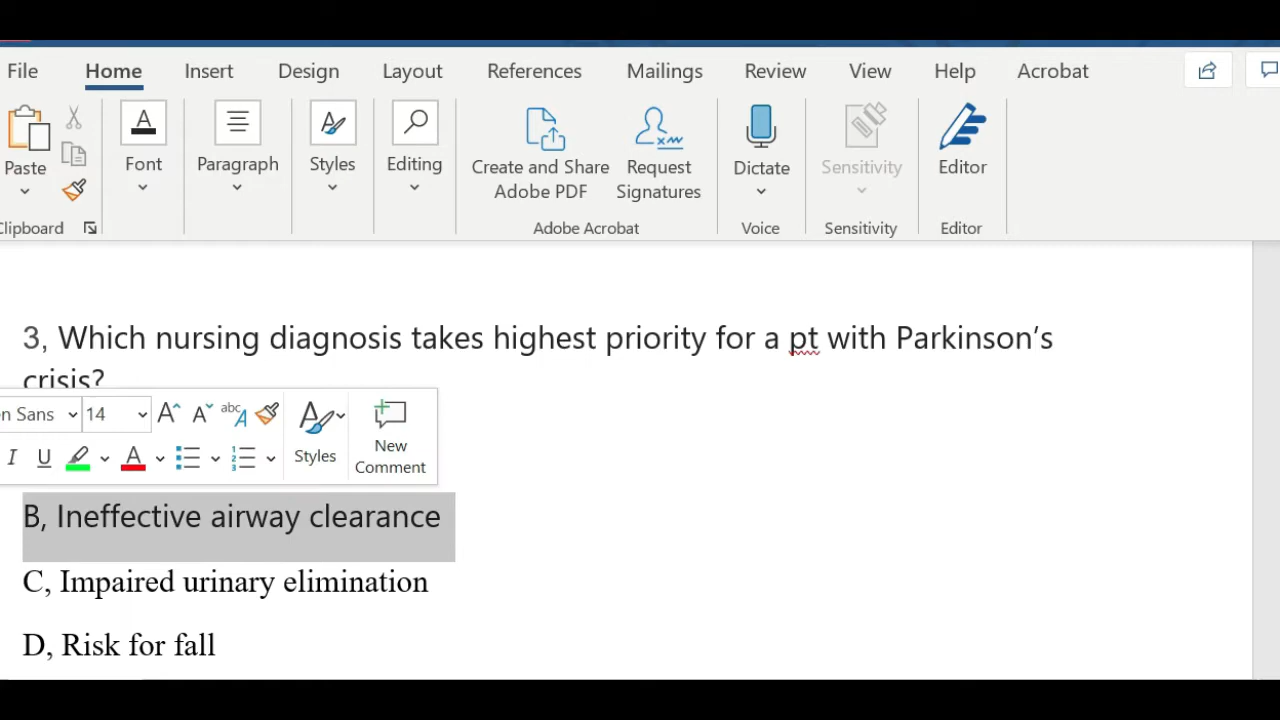 File Home Insert Design Layout References Mailings Review View Help Acrobat
Paste Font Paragraph Styles Editing Create and Share Adobe PDF Request Signatures Dictate Sensitivity Editor
Clipboard Adobe Acrobat Voice Sensitivity Editor
3, Which nursing diagnosis takes highest priority for a pt with Parkinson’s
crisis?
n Sans 14 A A abcA Styles New Comment
I U A
B, Ineffective airway clearance
C, Impaired urinary elimination
D, Risk for fall